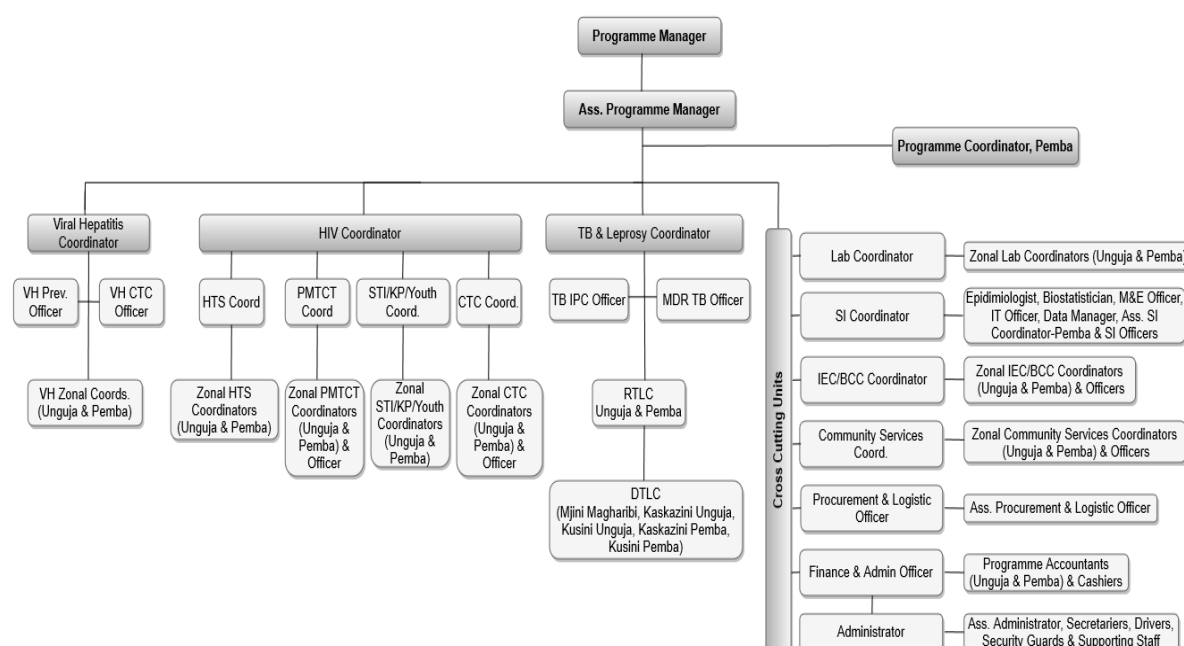 Programme Manager
Ass. Programme Manager
Programme Coordinator, Pemba
Viral Hepatitis
Coordinator
HIV Coordinator
TB & Leprosy Coordinator
VH Prev.
Officer
VH CTC
Officer
HTS Coord
PMTCT
Coord
STI/KP/Youth
Coord.
CTC Coord.
TB IPC Officer
MDR TB Officer
VH Zonal Coords.
(Unguja & Pemba)
Zonal HTS
Coordinators
(Unguja & Pemba)
Zonal PMTCT
Coordinators
(Unguja &
Pemba) &
Officer
Zonal
STI/KP/Youth
Coordinators
(Unguja &
Pemba)
Zonal CTC
Coordinators
(Unguja &
Pemba) &
Officer
RTLC
Unguja & Pemba
DTLC
(Mjini Magharibi, Kaskazini Unguja,
Kusini Unguja, Kaskazini Pemba,
Kusini Pemba)
Cross Cutting Units
Lab Coordinator
Zonal Lab Coordinators (Unguja & Pemba)
SI Coordinator
Epidimiologist, Biostatistician, M&E Officer,
IT Officer, Data Manager, Ass. SI
Coordinator-Pemba & SI Officers
IEC/BCC Coordinator
Zonal IEC/BCC Coordinators
(Unguja & Pemba) & Officers
Community Services
Coord.
Zonal Community Services Coordinators
(Unguja & Pemba) & Officers
Procurement & Logistic
Officer
Ass. Procurement & Logistic Officer
Finance & Admin Officer
Programme Accountants
(Unguja & Pemba) & Cashiers
Administrator
Ass. Administrator, Secretariers, Drivers,
Security Guards & Supporting Staff